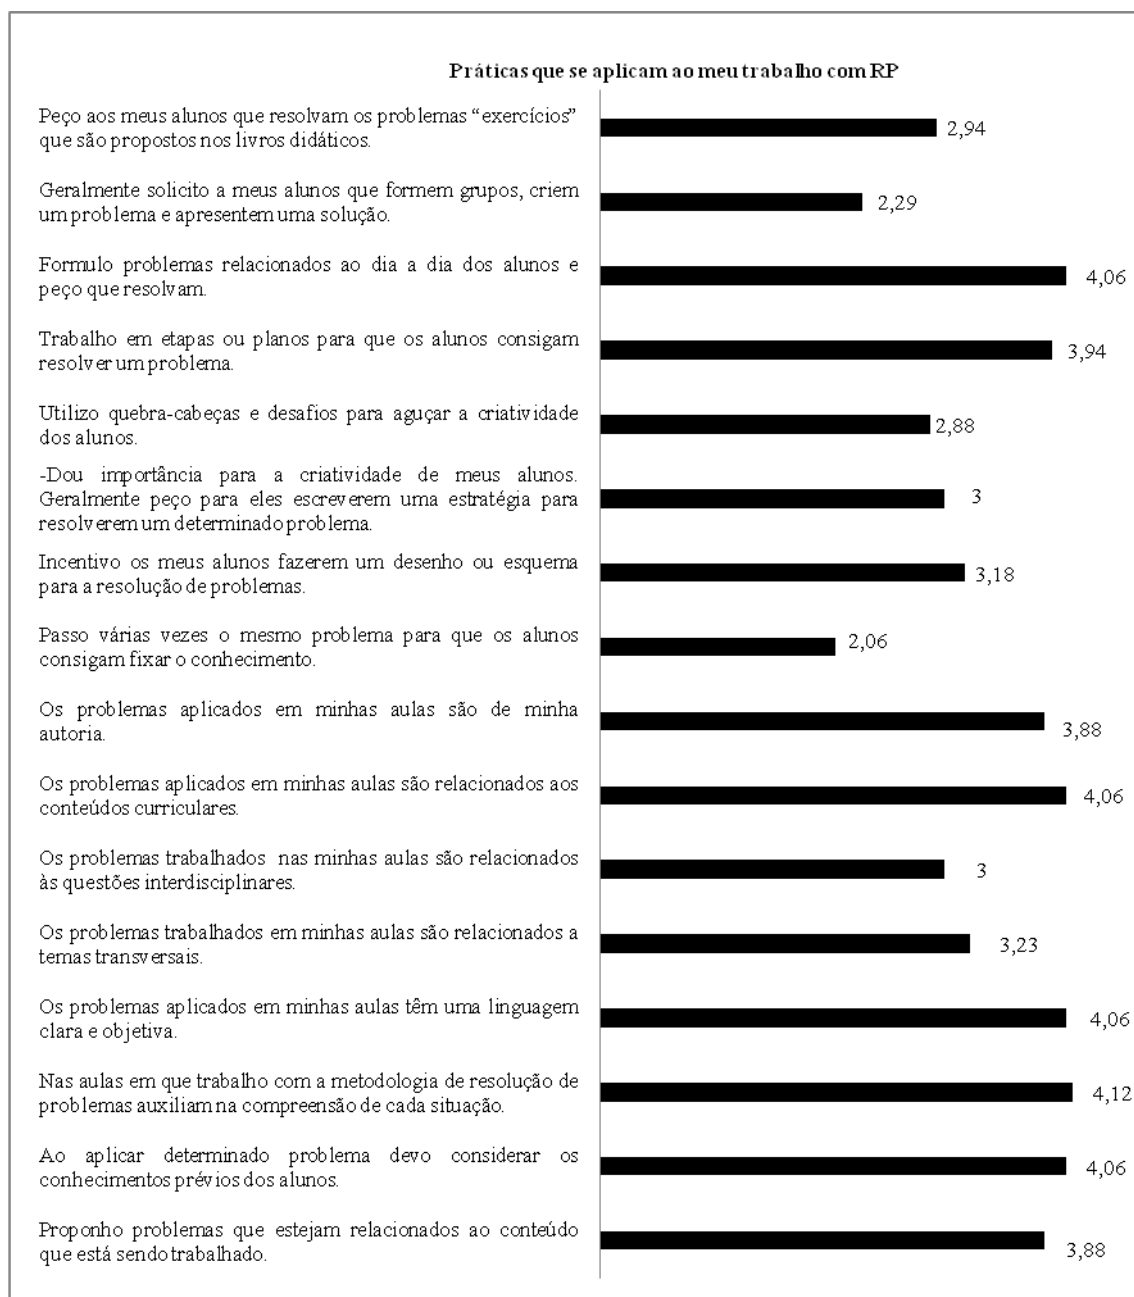 Práticas que se aplicam ao meu trabalho com RP
Peço aos meus alunos que resolvam os problemas “exercícios”
que são propostos nos livros didáticos.
2,94
Geralmente solicito a meus alunos que formem grupos, criem
um problema e apresentem uma solução.
2,29
Formulo problemas relacionados ao dia a dia dos alunos e
peço que resolvam.
4,06
Trabalho em etapas ou planos para que os alunos consigam
resolver um problema.
3,94
Utilizo quebra-cabeças e desafios para aguçar a criatividade
dos alunos.
2,88
-Dou importância para a criatividade de meus alunos.
Geralmente peço para eles escreverem uma estratégia para
resolverem um determinado problema.
3
Incentivo os meus alunos fazerem um desenho ou esquema
para a resolução de problemas.
3,18
Passo várias vezes o mesmo problema para que os alunos
consigam fixar o conhecimento.
2,06
Os problemas aplicados em minhas aulas são de minha
autoria.
3,88
Os problemas aplicados em minhas aulas são relacionados aos
conteúdos curriculares.
4,06
Os problemas trabalhados nas minhas aulas são relacionados
às questões interdisciplinares.
3
Os problemas trabalhados em minhas aulas são relacionados a
temas transversais.
3,23
Os problemas aplicados em minhas aulas têm uma linguagem
clara e objetiva.
4,06
Nas aulas em que trabalho com a metodologia de resolução de
problemas auxiliam na compreensão de cada situação.
4,12
Ao aplicar determinado problema devo considerar os
conhecimentos prévios dos alunos.
4,06
Proponho problemas que estejam relacionados ao conteúdo
que está sendo trabalhado.
3,88